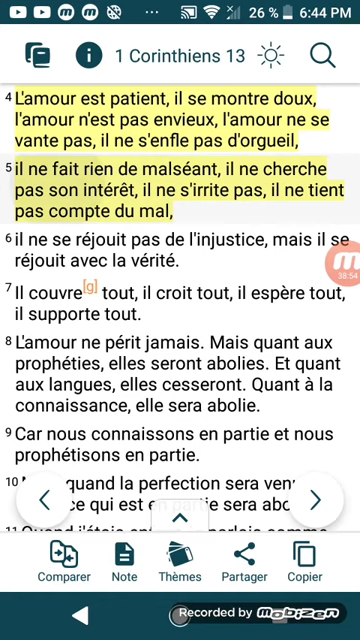 26 % 6:44 PM
1 Corinthiens 13
4 L'amour est patient, il se montre doux,
l'amour n'est pas envieux, l'amour ne se
vante pas, il ne s'enfle pas d'orgueil,
5 il ne fait rien de malséant, il ne cherche
pas son intérêt, il ne s'irrite pas, il ne tient
pas compte du mal,
6 il ne se réjouit pas de l'injustice, mais il se
réjouit avec la vérité.
38:54
7 Il couvre[g] tout, il croit tout, il espère tout,
il supporte tout.
8 L'amour ne périt jamais. Mais quant aux
prophéties, elles seront abolies. Et quant
aux langues, elles cesseront. Quant à la
connaissance, elle sera abolie.
9 Car nous connaissons en partie et nous
prophétisons en partie.
10 quand la perfection sera
ce qui est en partie sera
11
Comparer Note Thèmes Partager Copier
Recorded by mobizen